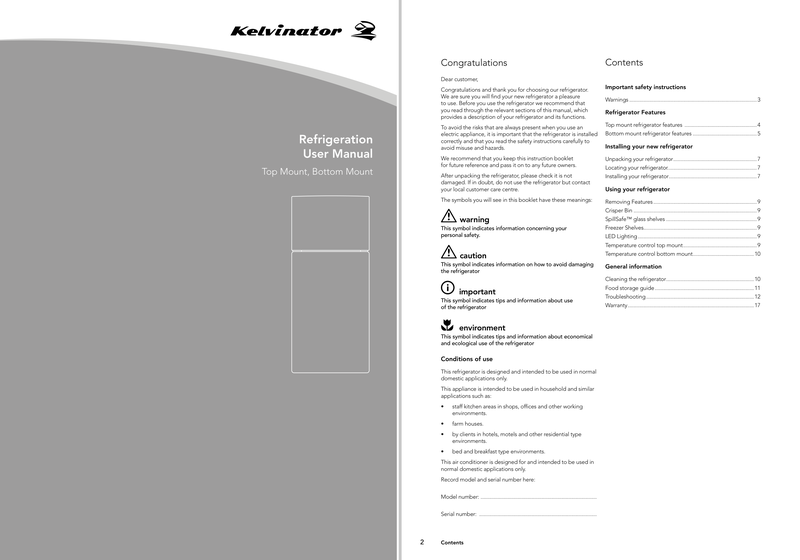 Kelvinator
Refrigeration
User Manual
Top Mount, Bottom Mount
Congratulations
Dear customer,
Congratulations and thank you for choosing our refrigerator.
We are sure you will find your new refrigerator a pleasure
to use. Before you use the refrigerator we recommend that
you read through the relevant sections of this manual, which
provides a description of your refrigerator and its functions.
To avoid the risks that are always present when you use an
electric appliance, it is important that the refrigerator is installed
correctly and that you read the safety instructions carefully to
avoid misuse and hazards.
We recommend that you keep this instruction booklet
for future reference and pass it on to any future owners.
After unpacking the refrigerator, please check it is not
damaged. If in doubt, do not use the refrigerator but contact
your local customer care centre.
The symbols you will see in this booklet have these meanings:
warning
This symbol indicates information concerning your
personal safety.
caution
This symbol indicates information on how to avoid damaging
the refrigerator
important
This symbol indicates tips and information about use
of the refrigerator
environment
This symbol indicates tips and information about economical
and ecological use of the refrigerator
Conditions of use
This refrigerator is designed and intended to be used in normal
domestic applications only.
This appliance is intended to be used in household and similar
applications such as:
• staff kitchen areas in shops, offices and other working
environments.
• farm houses.
• by clients in hotels, motels and other residential type
environments.
• bed and breakfast type environments.
This air conditioner is designed for and intended to be used in
normal domestic applications only.
Record model and serial number here:
Model number:
Serial number:
Contents
Important safety instructions
Warnings 3
Refrigerator Features
Top mount refrigerator features 4
Bottom mount refrigerator features 5
Installing your new refrigerator
Unpacking your refrigerator 7
Locating your refrigerator 7
Installing your refrigerator 7
Using your refrigerator
Removing Features 9
Crisper Bin 9
SpillSafe™ glass shelves 9
Freezer Shelves 9
LED Lighting 9
Temperature control top mount 9
Temperature control bottom mount 10
General information
Cleaning the refrigerator 10
Food storage guide 11
Troubleshooting 12
Warranty 17
2 Contents